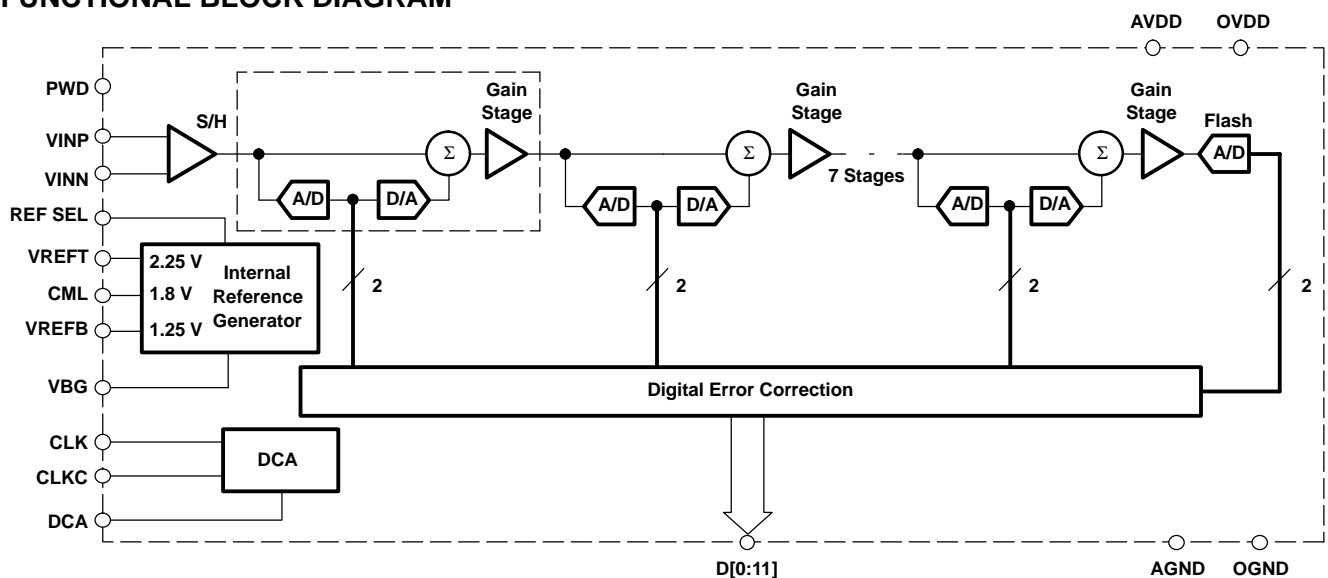 FUNCTIONAL BLOCK DIAGRAM
AVDD
OVDD
PWD
VINP
VINN
REF SEL
VREFT
CML
VREFB
VBG
CLK
CLKC
DCA
S/H
Gain
Stage
Gain
Stage
Gain
Stage
Flash
Σ
Σ
Σ
A/D
7 Stages
A/D
D/A
A/D
D/A
A/D
D/A
2.25 V
1.8 V
1.25 V
Internal
Reference
Generator
2
2
2
2
Digital Error Correction
DCA
D[0:11]
AGND
OGND